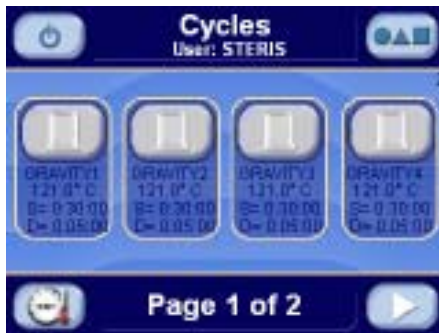 Cycles
User: STERIS
GRAVITY1 GRAVITY2 GRAVITY3 GRAVITY4
121.0° C 121.0° C 121.0° C 121.0° C
S= 0:30:00 S= 0:30:00 S= 0:30:00 S= 0:30:00
D= 0:05:00 D= 0:05:00 D= 0:05:00 D= 0:05:00
Page 1 of 2